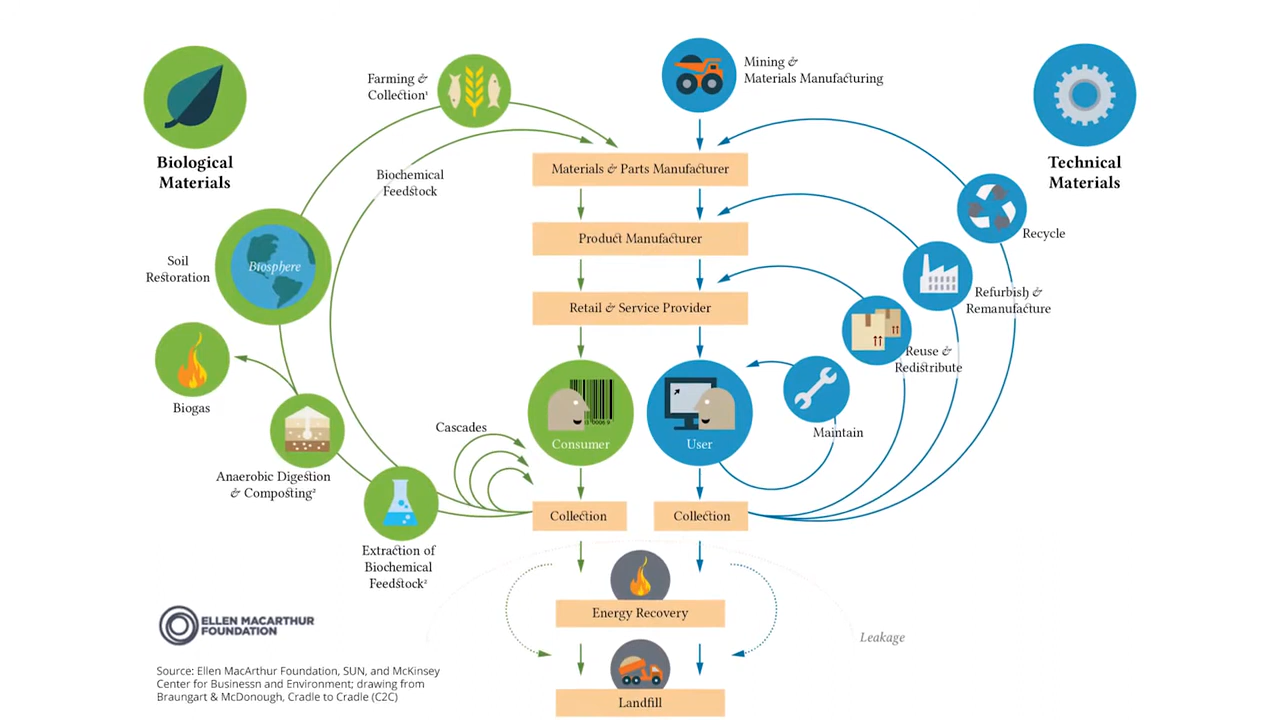 Farming &
Collection¹
Mining &
Materials Manufacturing
Biological
Materials
Technical
Materials
Materials & Parts Manufacturer
Biochemical
Feedstock
Recycle
Product Manufacturer
Soil
Restoration
Biosphere
Refurbish &
Remanufacture
Retail & Service Provider
Reuse &
Redistribute
Biogas
Cascades
Consumer
User
Maintain
Anaerobic Digestion
& Composting²
Collection
Collection
Extraction of
Biochemical
Feedstock²
Energy Recovery
ELLEN MACARTHUR
FOUNDATION
Leakage
Source: Ellen MacArthur Foundation, SUN, and McKinsey
Center for Businessn and Environment; drawing from
Braungart & McDonough, Cradle to Cradle (C2C)
Landfill